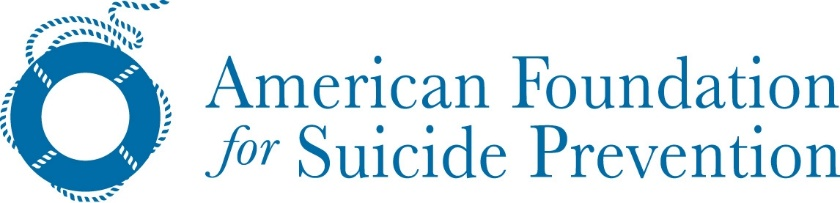 American Foundation
for Suicide Prevention